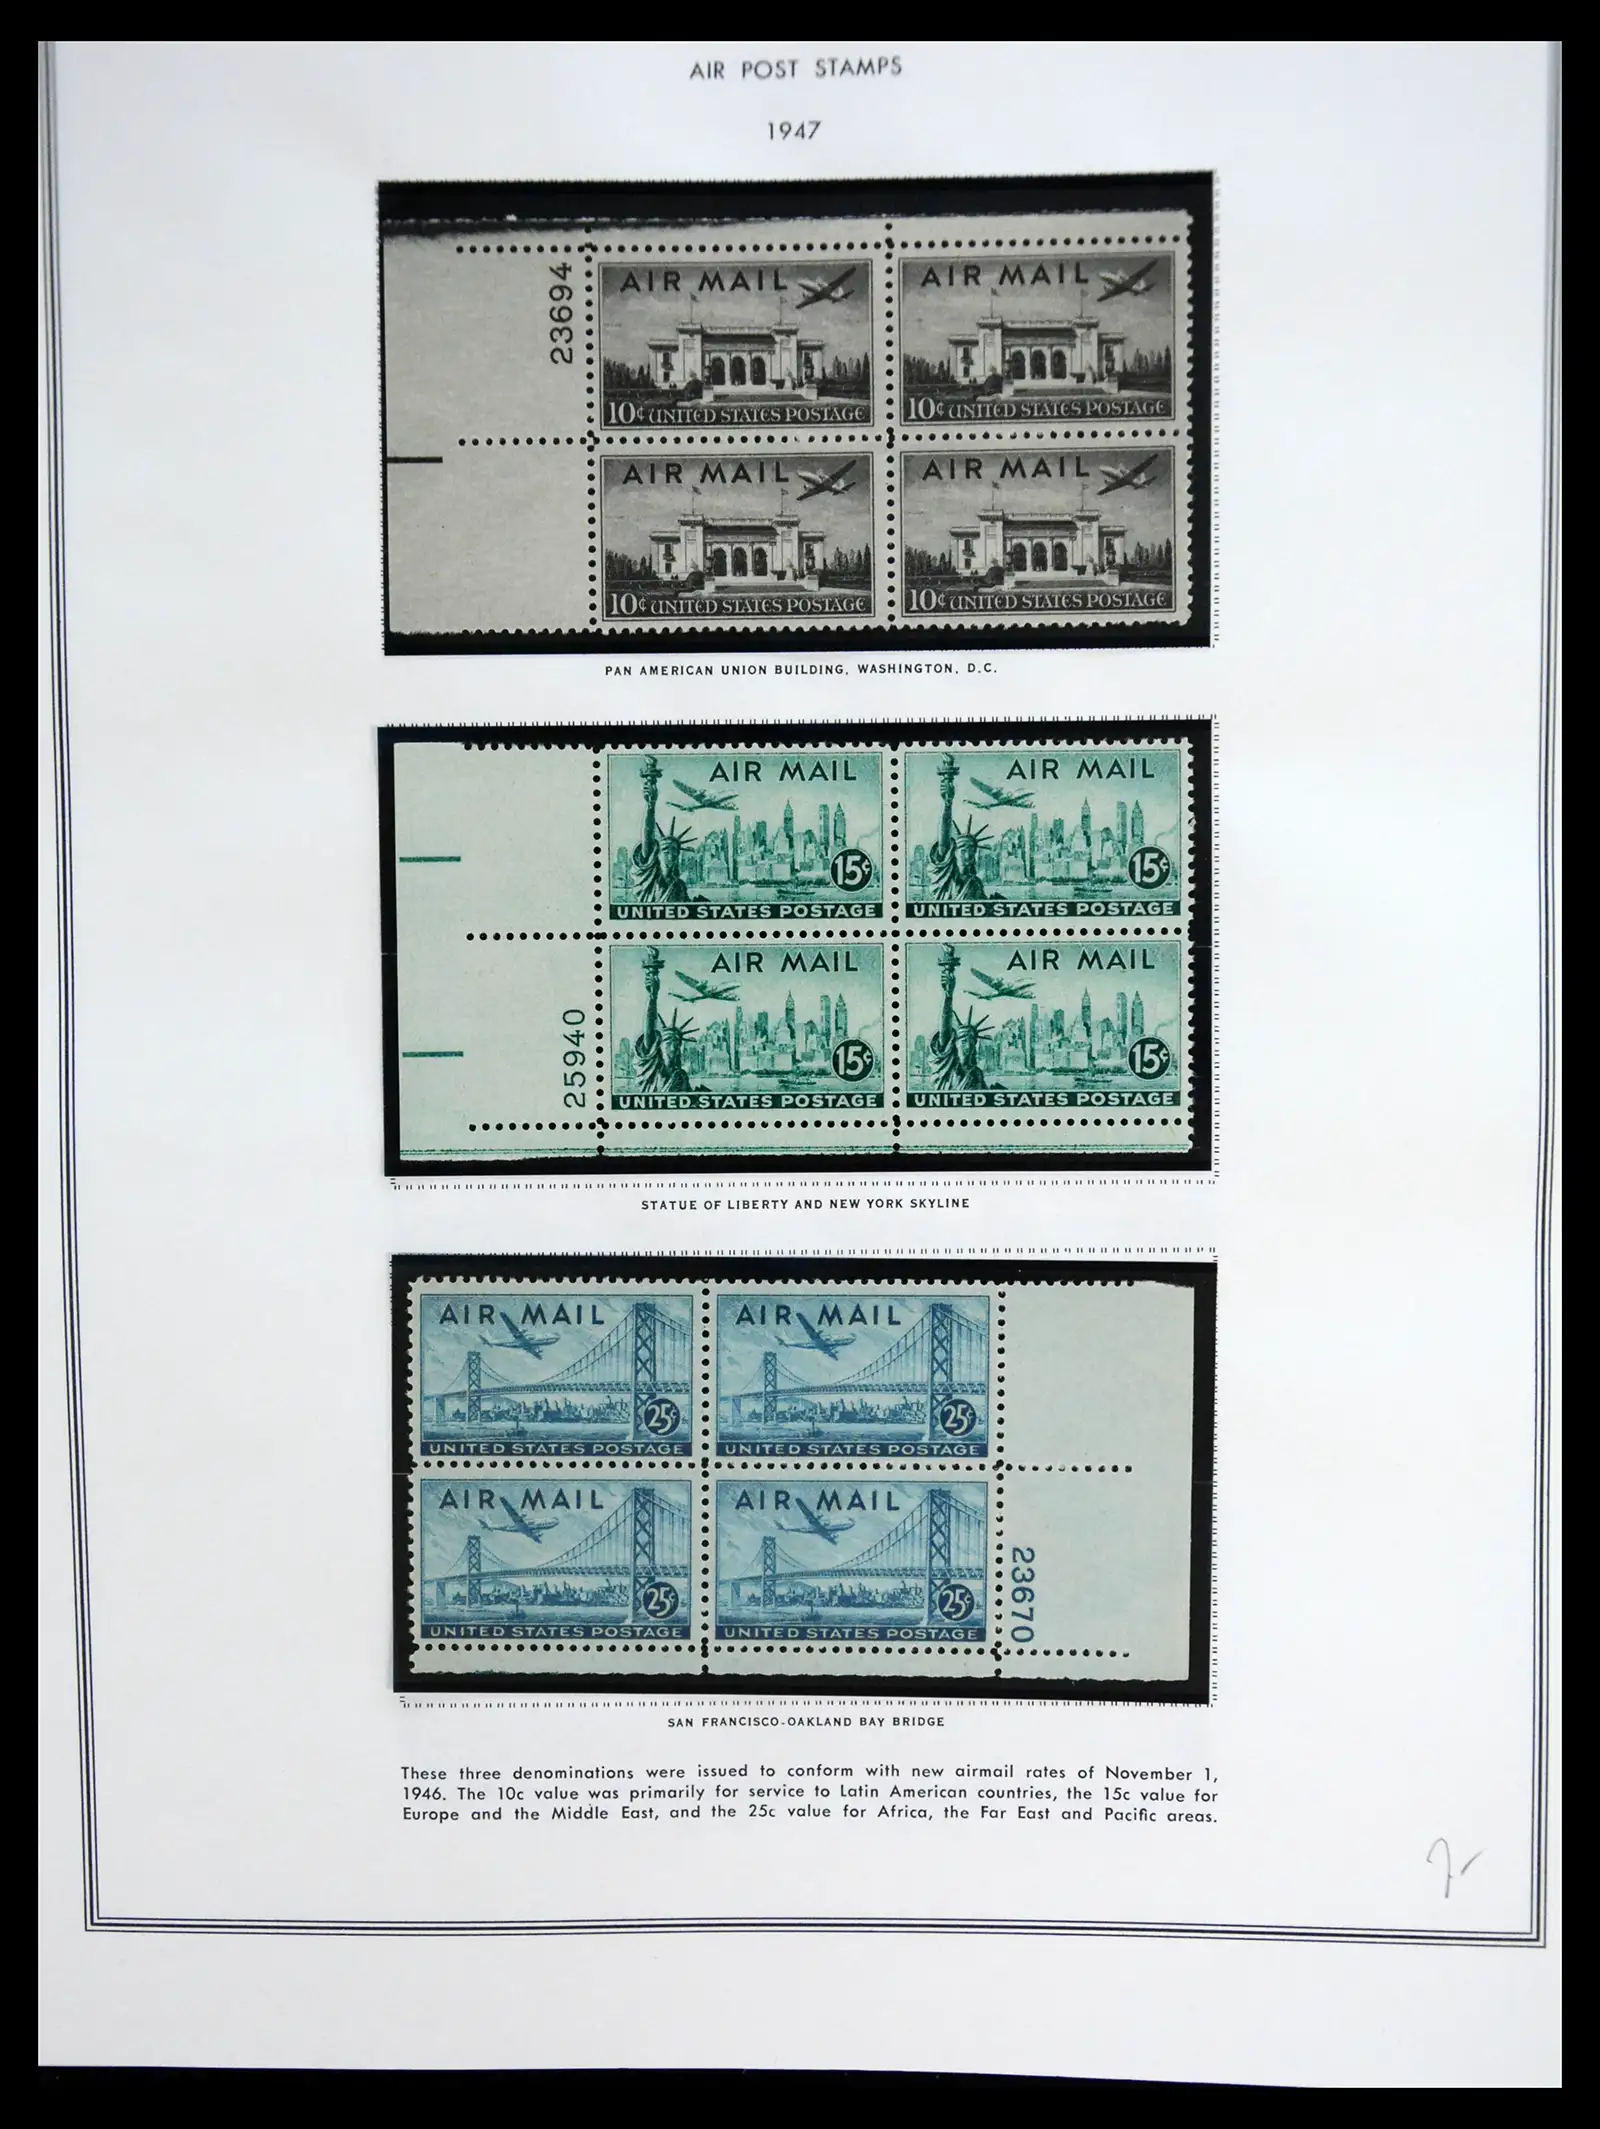 AIR POST STAMPS
1947
23694
AIR MAIL
10¢ UNITED STATES POSTAGE
AIR MAIL
10¢ UNITED STATES POSTAGE
AIR MAIL
10¢ UNITED STATES POSTAGE
AIR MAIL
10¢ UNITED STATES POSTAGE
PAN AMERICAN UNION BUILDING, WASHINGTON, D.C.
AIR MAIL
15¢
UNITED STATES POSTAGE
AIR MAIL
15¢
UNITED STATES POSTAGE
25940
AIR MAIL
15¢
UNITED STATES POSTAGE
AIR MAIL
15¢
UNITED STATES POSTAGE
STATUE OF LIBERTY AND NEW YORK SKYLINE
AIR MAIL
25¢
UNITED STATES POSTAGE
AIR MAIL
25¢
UNITED STATES POSTAGE
AIR MAIL
25¢
UNITED STATES POSTAGE
AIR MAIL
25¢
UNITED STATES POSTAGE
23670
SAN FRANCISCO-OAKLAND BAY BRIDGE
These three denominations were issued to conform with new airmail rates of November 1,
1946. The 10c value was primarily for service to Latin American countries, the 15c value for
Europe and the Middle East, and the 25c value for Africa, the Far East and Pacific areas.